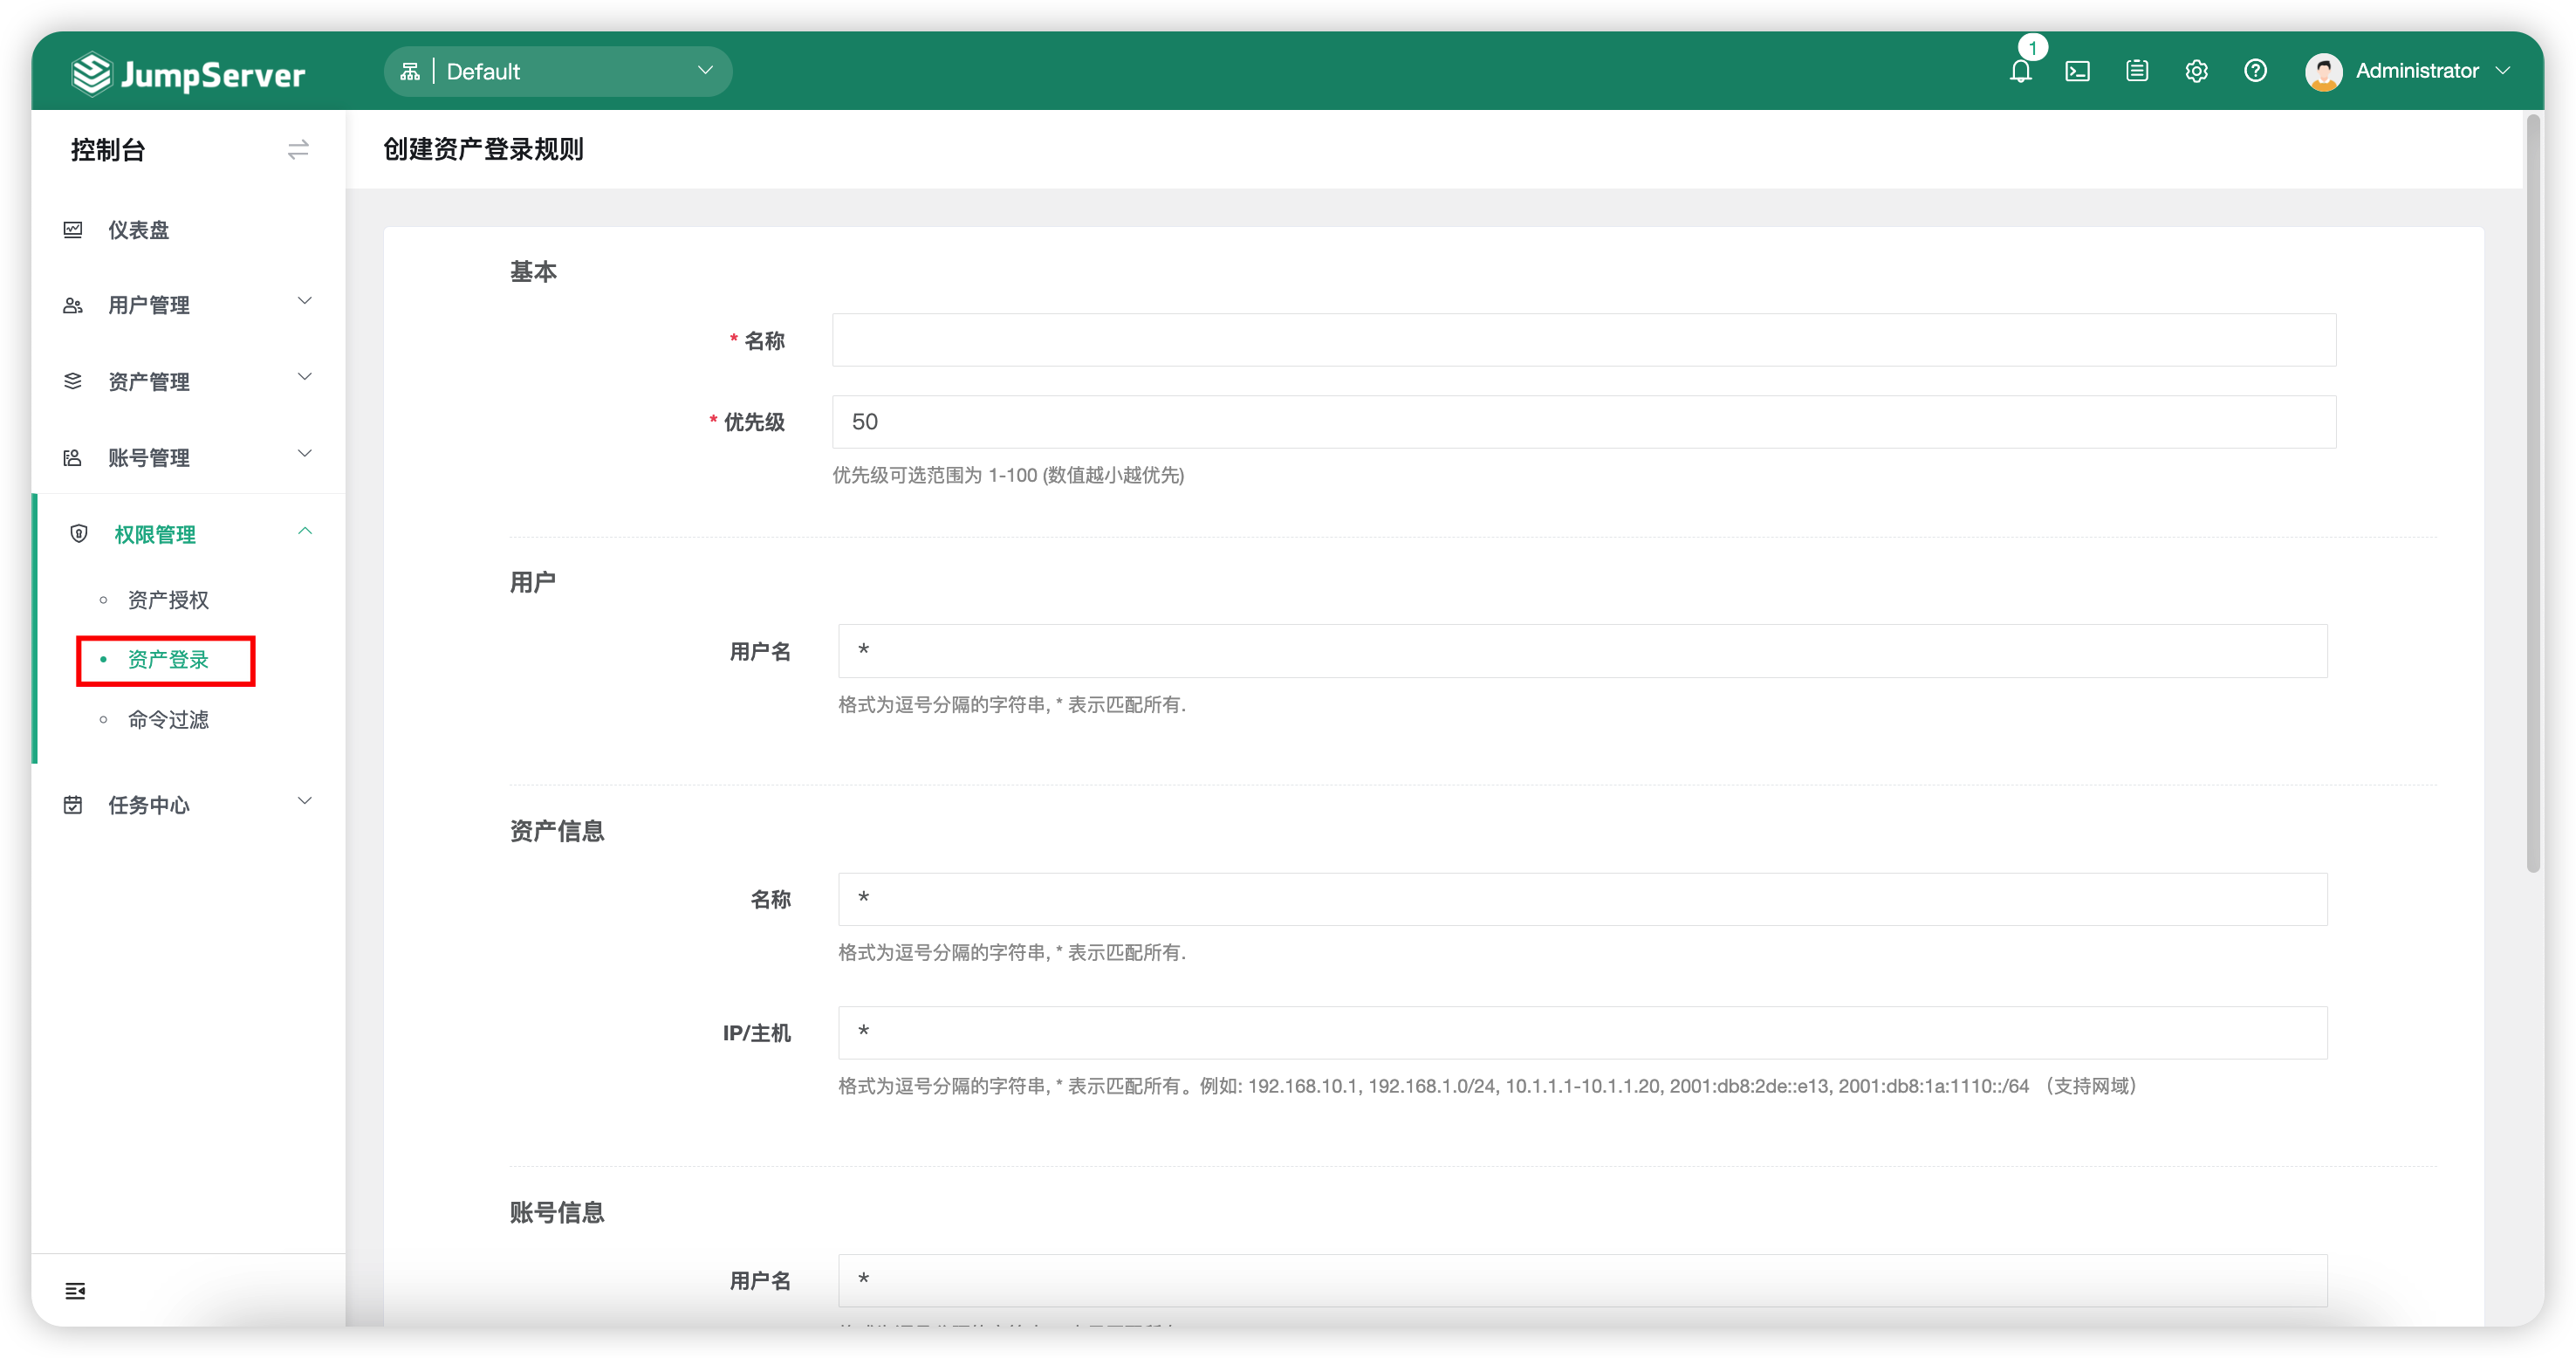 JumpServer
Default
1
Administrator
控制台
创建资产登录规则
仪表盘
用户管理
资产管理
账号管理
权限管理
资产授权
资产登录
命令过滤
任务中心
基本
* 名称
* 优先级
50
优先级可选范围为 1-100 (数值越小越优先)
用户
用户名
*
格式为逗号分隔的字符串, * 表示匹配所有.
资产信息
名称
*
格式为逗号分隔的字符串, * 表示匹配所有.
IP/主机
*
格式为逗号分隔的字符串, * 表示匹配所有。例如: 192.168.10.1, 192.168.1.0/24, 10.1.1.1-10.1.1.20, 2001:db8:2de::e13, 2001:db8:1a:1110::/64 （支持网域）
账号信息
用户名
*